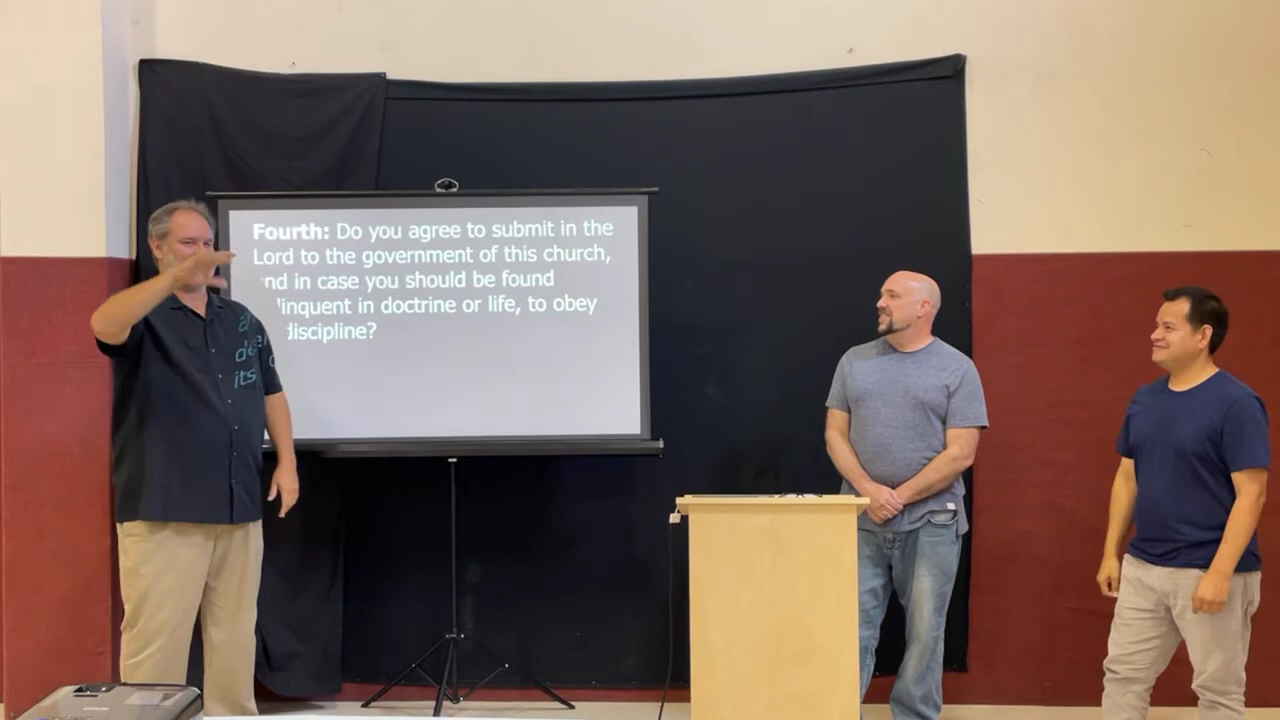 Fourth: Do you agree to submit in the
Lord to the government of this church,
nd in case you should be found
linquent in doctrine or life, to obey
discipline?